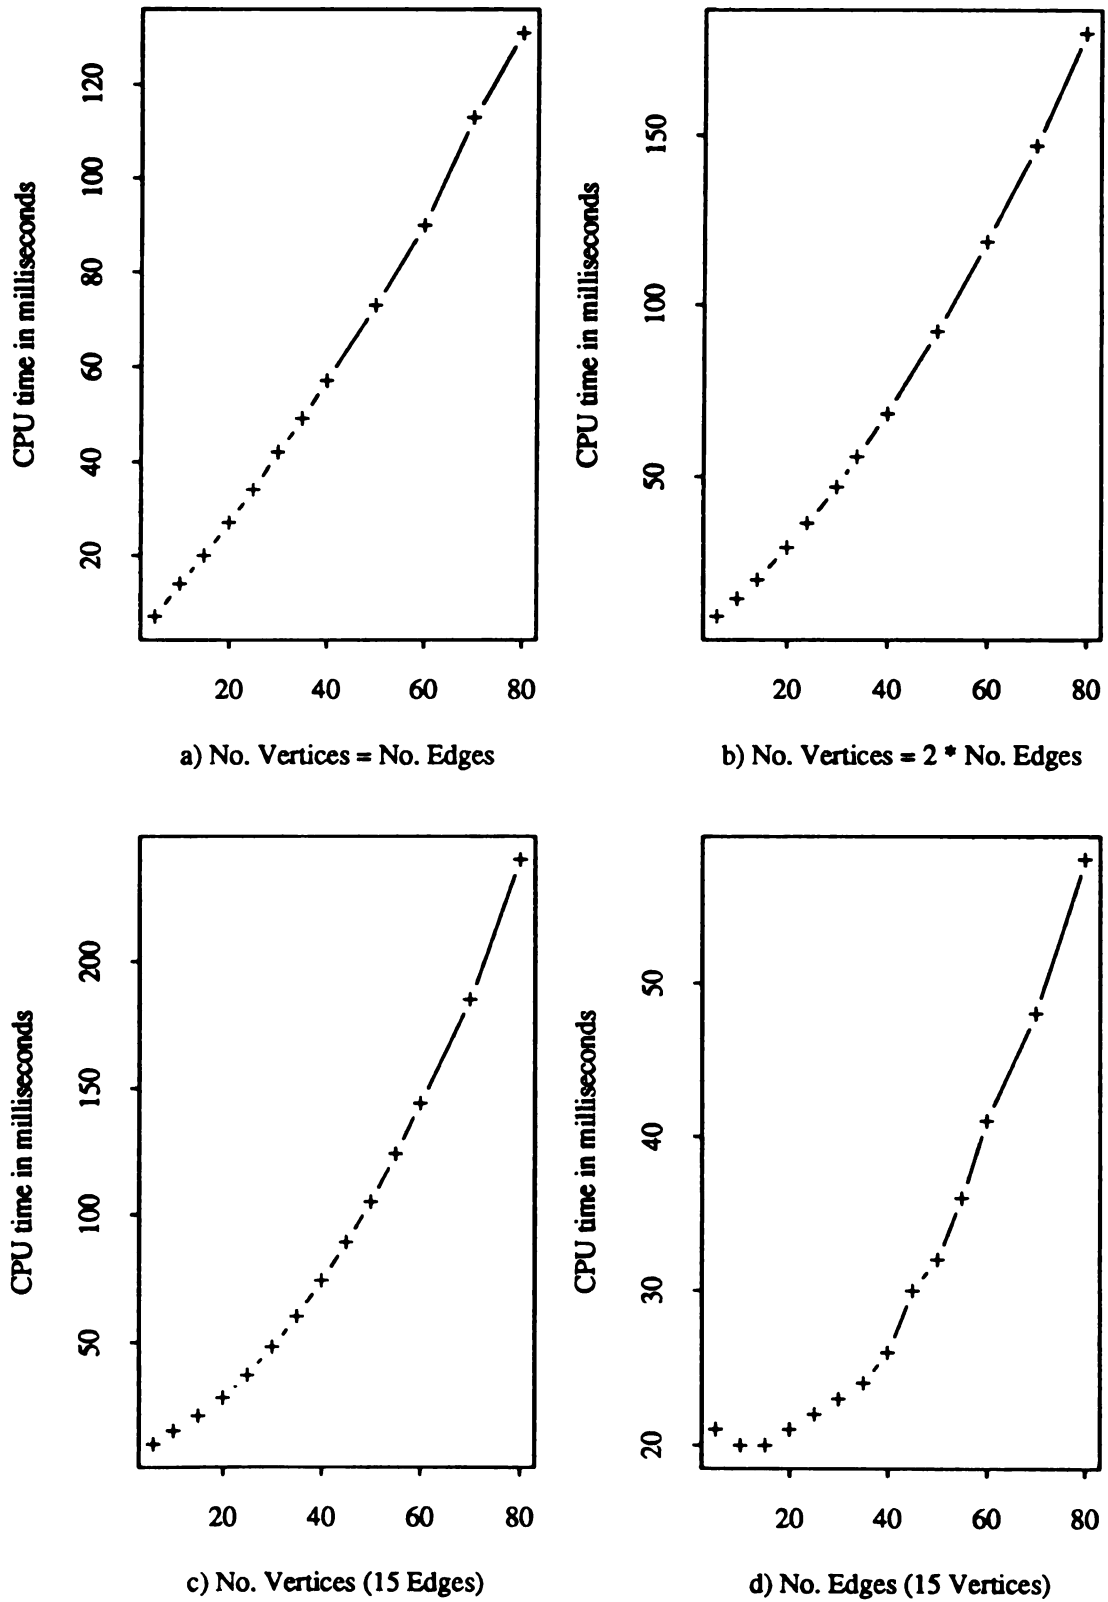 CPU time in milliseconds
120
100
80
60
40
20
20 40 60 80
a) No. Vertices = No. Edges
CPU time in milliseconds
150
100
50
20 40 60 80
b) No. Vertices = 2 * No. Edges
CPU time in milliseconds
200
150
100
50
20 40 60 80
c) No. Vertices (15 Edges)
CPU time in milliseconds
50
40
30
20
20 40 60 80
d) No. Edges (15 Vertices)